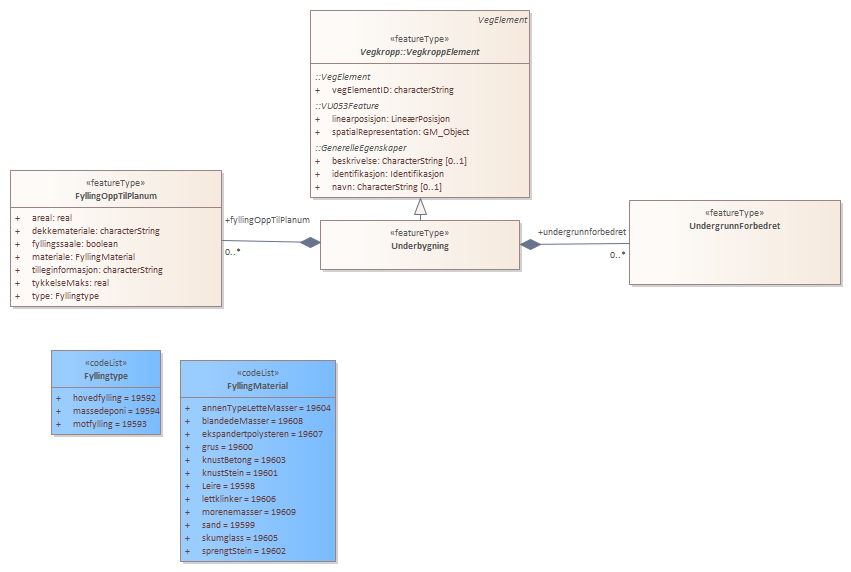 VegElement
«featureType»
Vegkropp::VegkroppElement
::VegElement
+ vegElementID: characterString
::VU053Feature
+ linearposisjon: LineærPosisjon
+ spatialRepresentation: GM_Object
::GenerelleEgenskaper
+ beskrivelse: CharacterString [0..1]
+ identifikasjon: Identifikasjon
+ navn: CharacterString [0..1]
«featureType»
FyllingOppTilPlanum
+ areal: real
+ dekkemateriale: characterString
+ fyllingssaale: boolean
+ materiale: FyllingMaterial
+ tilleginformasjon: characterString
+ tykkelseMaks: real
+ type: Fyllingtype
+fyllingOppTilPlanum
0..*
«featureType»
Underbygning
+undergrunnforbedret
0..*
«featureType»
UndergrunnForbedret
«codeList»
Fyllingtype
+ hovedfylling = 19592
+ massedeponi = 19594
+ motfylling = 19593
«codeList»
FyllingMaterial
+ annenTypeLetteMasser = 19604
+ blandedeMasser = 19608
+ ekspandertpolysteren = 19607
+ grus = 19600
+ knustBetong = 19603
+ knustStein = 19601
+ Leire = 19598
+ lettklinker = 19606
+ morenemasser = 19609
+ sand = 19599
+ skumglass = 19605
+ sprengtStein = 19602